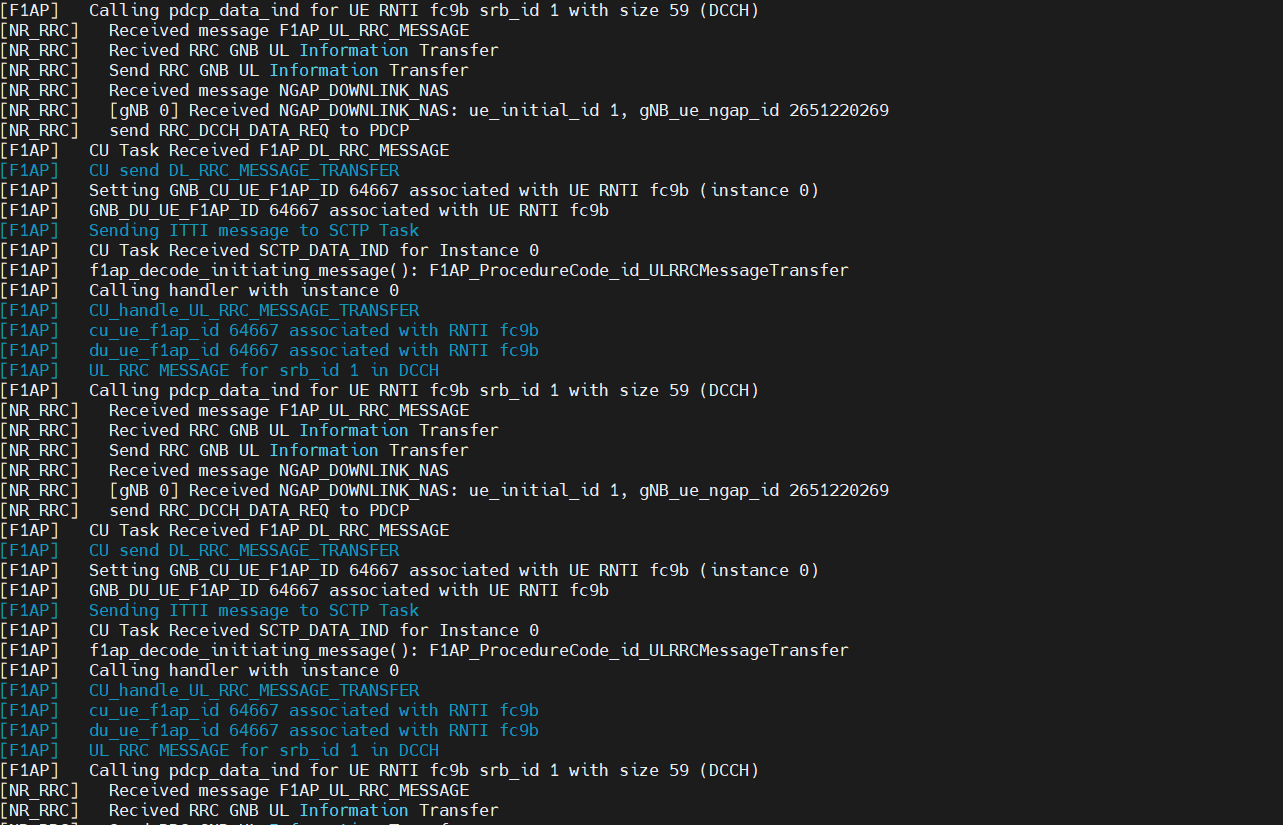 [F1AP]   Calling pdcp_data_ind for UE RNTI fc9b srb_id 1 with size 59 (DCCH)
[NR_RRC]   Received message F1AP_UL_RRC_MESSAGE
[NR_RRC]   Recived RRC GNB UL Information Transfer
[NR_RRC]   Send RRC GNB UL Information Transfer
[NR_RRC]   Received message NGAP_DOWNLINK_NAS
[NR_RRC]   [gNB 0] Received NGAP_DOWNLINK_NAS: ue_initial_id 1, gNB_ue_ngap_id 2651220269
[NR_RRC]   send RRC_DCCH_DATA_REQ to PDCP
[F1AP]   CU Task Received F1AP_DL_RRC_MESSAGE
[F1AP]   CU send DL_RRC_MESSAGE_TRANSFER
[F1AP]   Setting GNB_CU_UE_F1AP_ID 64667 associated with UE RNTI fc9b (instance 0)
[F1AP]   GNB_DU_UE_F1AP_ID 64667 associated with UE RNTI fc9b
[F1AP]   Sending ITTI message to SCTP Task
[F1AP]   CU Task Received SCTP_DATA_IND for Instance 0
[F1AP]   f1ap_decode_initiating_message(): F1AP_ProcedureCode_id_ULRRCMessageTransfer
[F1AP]   Calling handler with instance 0
[F1AP]   CU_handle_UL_RRC_MESSAGE_TRANSFER
[F1AP]   cu_ue_f1ap_id 64667 associated with RNTI fc9b
[F1AP]   du_ue_f1ap_id 64667 associated with RNTI fc9b
[F1AP]   UL RRC MESSAGE for srb_id 1 in DCCH
[F1AP]   Calling pdcp_data_ind for UE RNTI fc9b srb_id 1 with size 59 (DCCH)
[NR_RRC]   Received message F1AP_UL_RRC_MESSAGE
[NR_RRC]   Recived RRC GNB UL Information Transfer
[NR_RRC]   Send RRC GNB UL Information Transfer
[NR_RRC]   Received message NGAP_DOWNLINK_NAS
[NR_RRC]   [gNB 0] Received NGAP_DOWNLINK_NAS: ue_initial_id 1, gNB_ue_ngap_id 2651220269
[NR_RRC]   send RRC_DCCH_DATA_REQ to PDCP
[F1AP]   CU Task Received F1AP_DL_RRC_MESSAGE
[F1AP]   CU send DL_RRC_MESSAGE_TRANSFER
[F1AP]   Setting GNB_CU_UE_F1AP_ID 64667 associated with UE RNTI fc9b (instance 0)
[F1AP]   GNB_DU_UE_F1AP_ID 64667 associated with UE RNTI fc9b
[F1AP]   Sending ITTI message to SCTP Task
[F1AP]   CU Task Received SCTP_DATA_IND for Instance 0
[F1AP]   f1ap_decode_initiating_message(): F1AP_ProcedureCode_id_ULRRCMessageTransfer
[F1AP]   Calling handler with instance 0
[F1AP]   CU_handle_UL_RRC_MESSAGE_TRANSFER
[F1AP]   cu_ue_f1ap_id 64667 associated with RNTI fc9b
[F1AP]   du_ue_f1ap_id 64667 associated with RNTI fc9b
[F1AP]   UL RRC MESSAGE for srb_id 1 in DCCH
[F1AP]   Calling pdcp_data_ind for UE RNTI fc9b srb_id 1 with size 59 (DCCH)
[NR_RRC]   Received message F1AP_UL_RRC_MESSAGE
[NR_RRC]   Recived RRC GNB UL Information Transfer